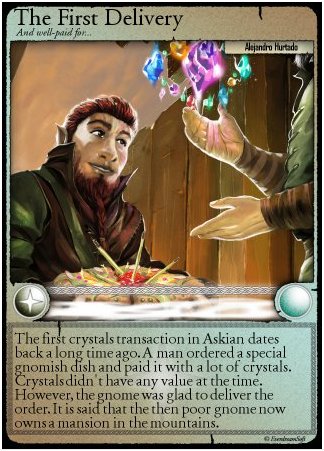 The First Delivery
And well-paid for...
Alejandro Hurtado
The first crystals transaction in Askian dates
back a long time ago. A man ordered a special
gnomish dish and paid it with a lot of crystals.
Crystals didn't have any value at the time.
However, the gnome was glad to deliver the
order. It is said that the then poor gnome now
owns a mansion in the mountains.
© EverdreamSoft